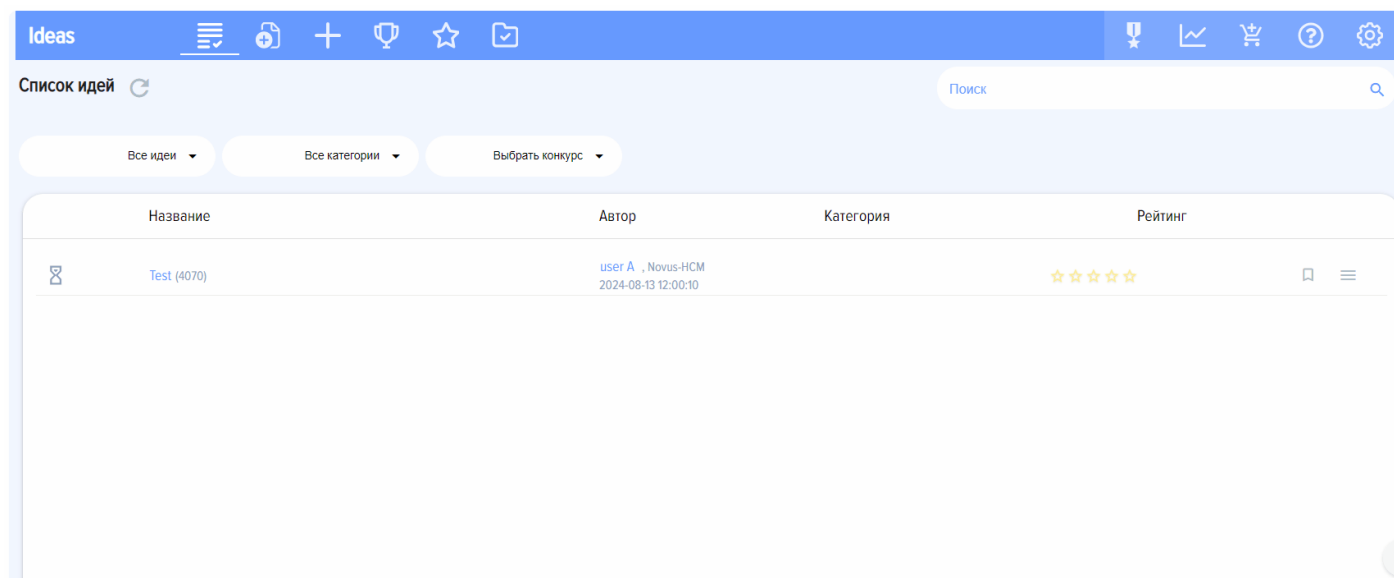 Ideas
Список идей
Поиск
Все идеи
Все категории
Выбрать конкурс
Название Автор Категория Рейтинг
Test (4070)
user A , Novus-HCM
2024-08-13 12:00:10